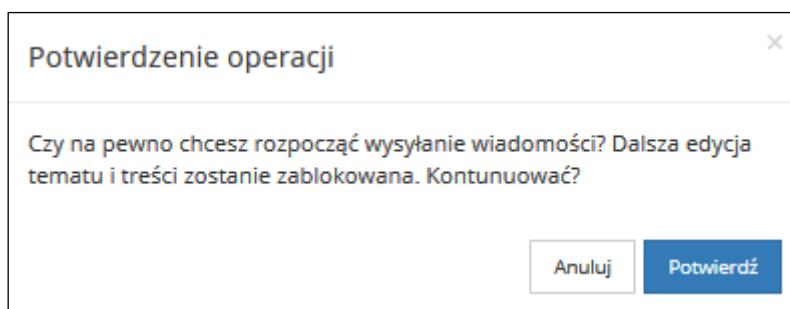 Potwierdzenie operacji
×
Czy na pewno chcesz rozpocząć wysyłanie wiadomości? Dalsza edycja
tematu i treści zostanie zablokowana. Kontunuować?
Anuluj
Potwierdź